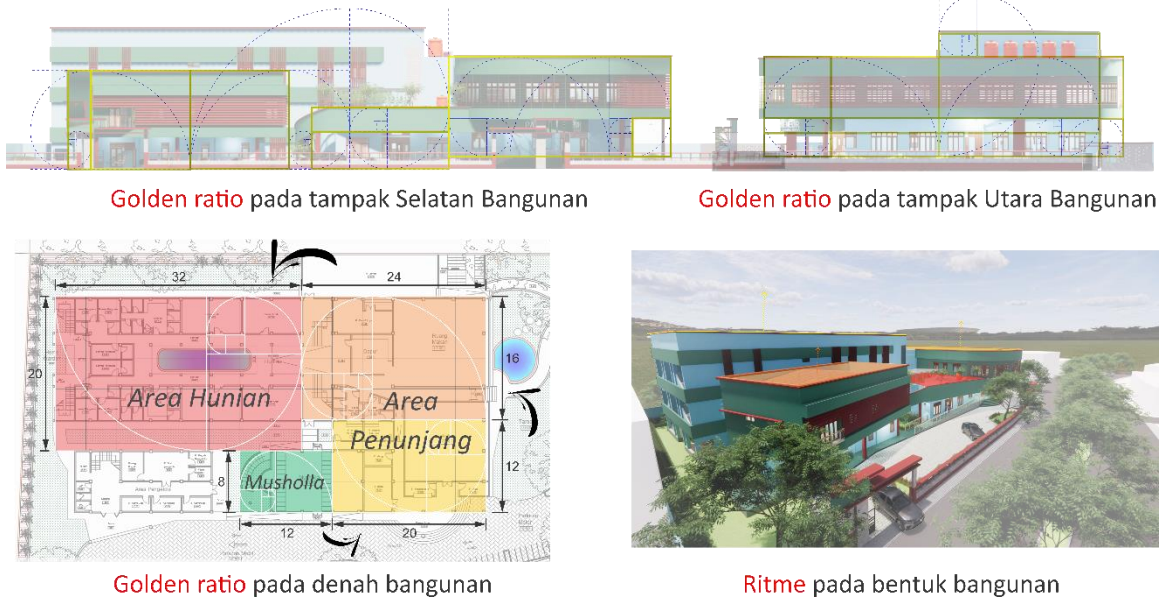 Golden ratio pada tampak Selatan Bangunan
Golden ratio pada tampak Utara Bangunan
32
24
20
16
Area Hunian
Area
Penunjang
12
8
Musholla
12
20
Golden ratio pada denah bangunan
Ritme pada bentuk bangunan